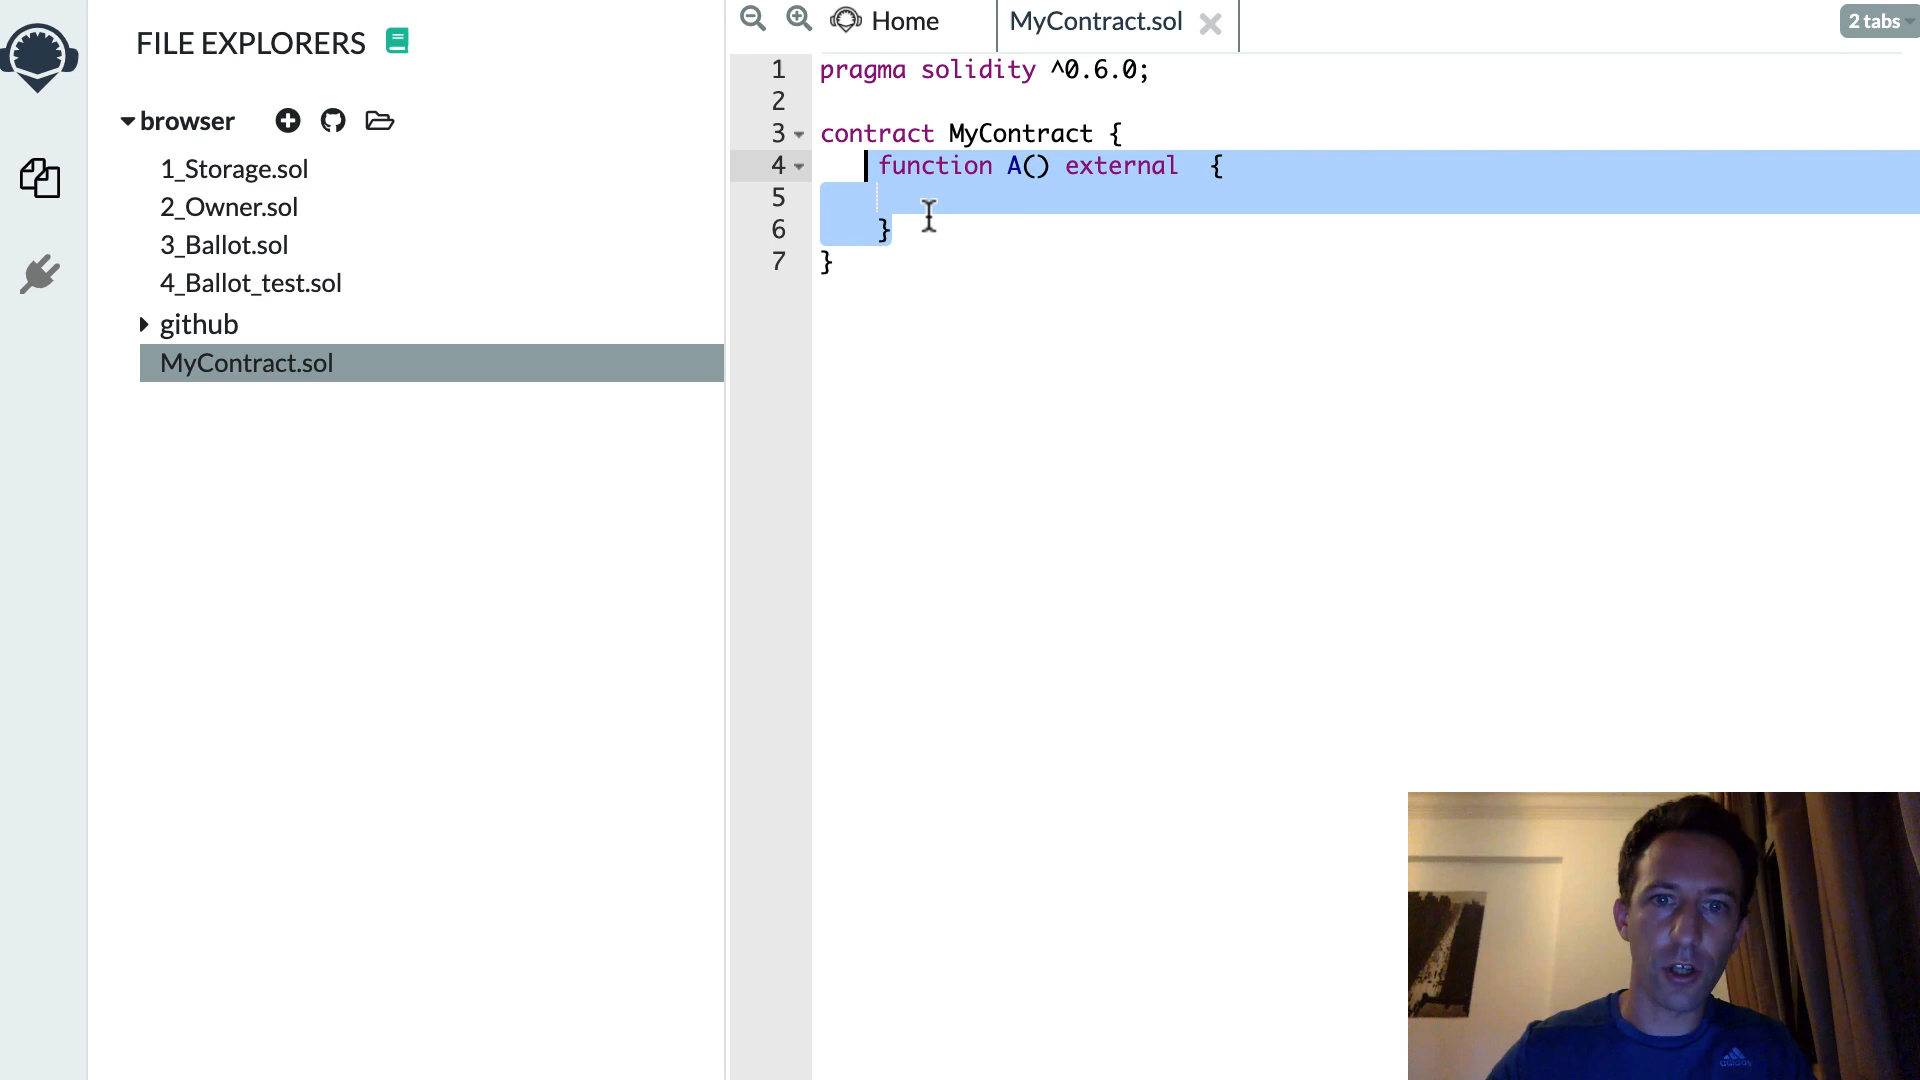 FILE EXPLORERS
browser
1_Storage.sol
2_Owner.sol
3_Ballot.sol
4_Ballot_test.sol
github
MyContract.sol
Home
MyContract.sol
2 tabs
1 pragma solidity ^0.6.0;
2
3 contract MyContract {
4 function A() external  {
5
6 }
7 }
adidas